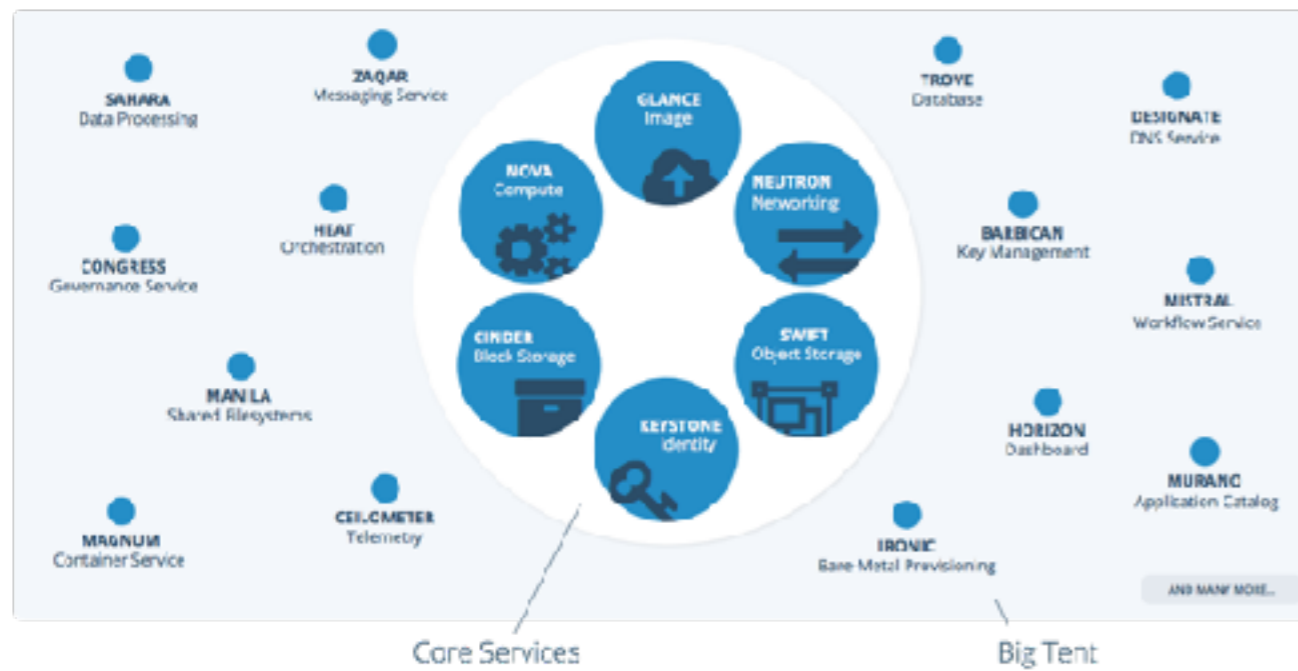 SAHARA
Data Processing
ZAQAR
Messaging Service
GLANCE
Image
TROVE
Database
DESIGNATE
DNS Service
NOVA
Compute
NEUTRON
Networking
HEAT
Orchestration
BARBICAN
Key Management
CONGRESS
Governance Service
MISTRAL
Workflow Service
CINDER
Block Storage
SWIFT
Object Storage
MANILA
Shared Filesystems
KEYSTONE
Identity
HORIZON
Dashboard
MURANO
Application Catalog
MAGNUM
Container Service
CEILOMETER
Telemetry
IRONIC
Bare Metal Provisioning
AND MANY MORE...
Core Services
Big Tent